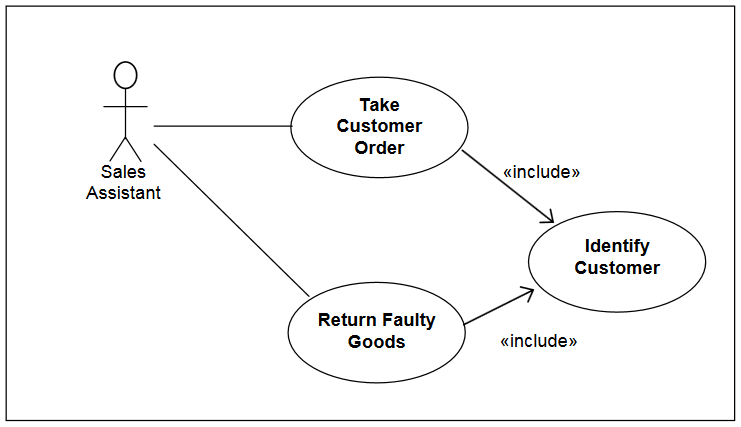 Sales
Assistant
Take
Customer
Order
«include»
Identify
Customer
Return Faulty
Goods
«include»